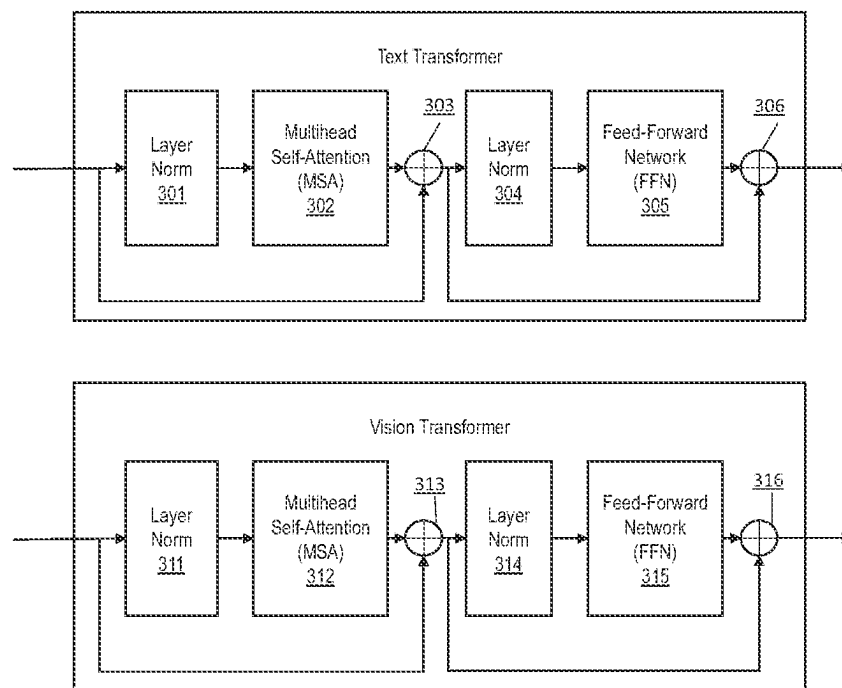 Text Transformer
303
306
Layer
Norm
301
Multihead
Self-Attention
(MSA)
302
Layer
Norm
304
Feed-Forward
Network
(FFN)
305
Vision Transformer
313
316
Layer
Norm
311
Multihead
Self-Attention
(MSA)
312
Layer
Norm
314
Feed-Forward
Network
(FFN)
315